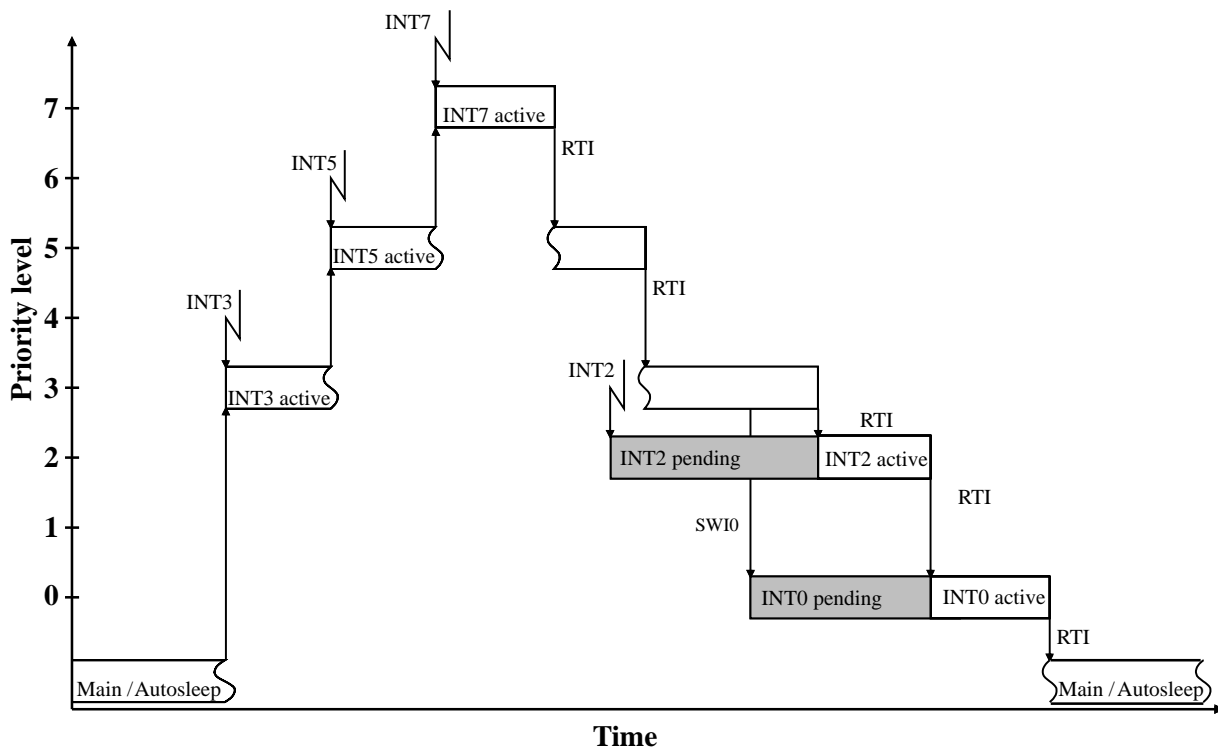 INT7
7
INT7 active
RTI
INT5
6
5
INT5 active
RTI
INT3
4
3
INT3 active
INT2
RTI
2
INT2 pending
INT2 active
RTI
1
SWI0
0
INT0 pending
INT0 active
RTI
Main / Autosleep
Main / Autosleep
Priority level
Time